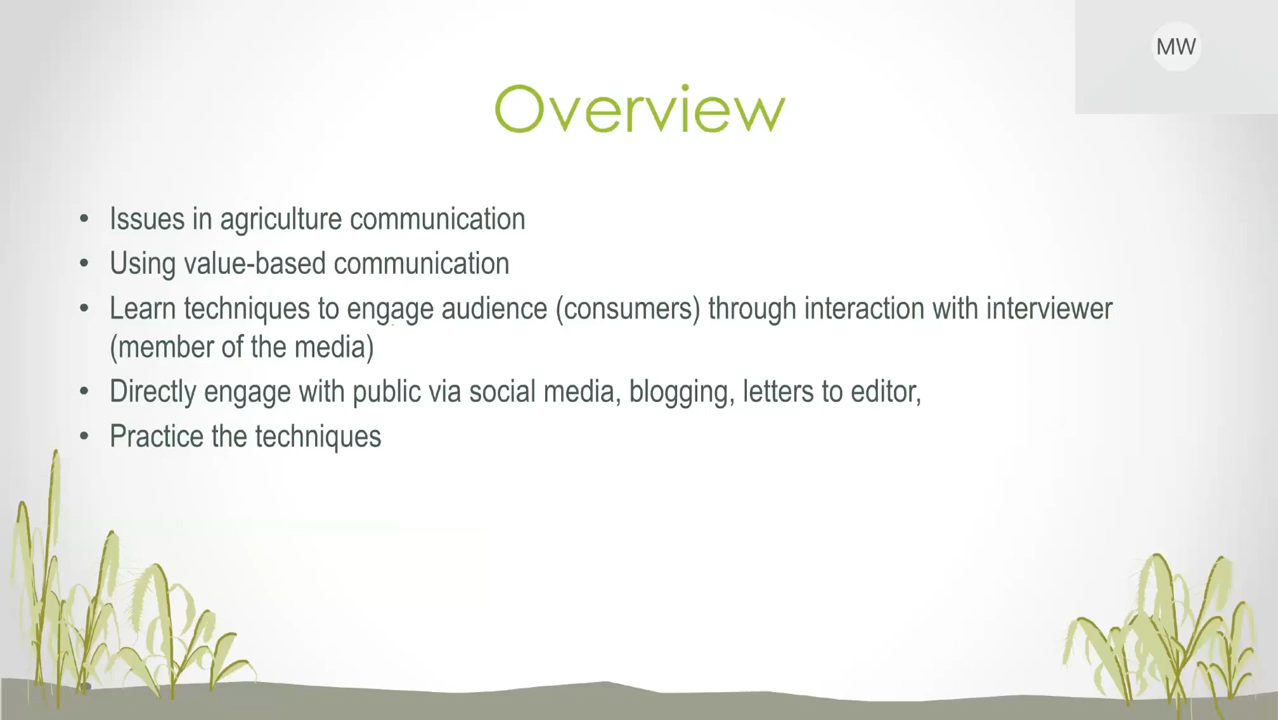 MW
Overview
• Issues in agriculture communication
• Using value-based communication
• Learn techniques to engage audience (consumers) through interaction with interviewer
(member of the media)
• Directly engage with public via social media, blogging, letters to editor,
• Practice the techniques